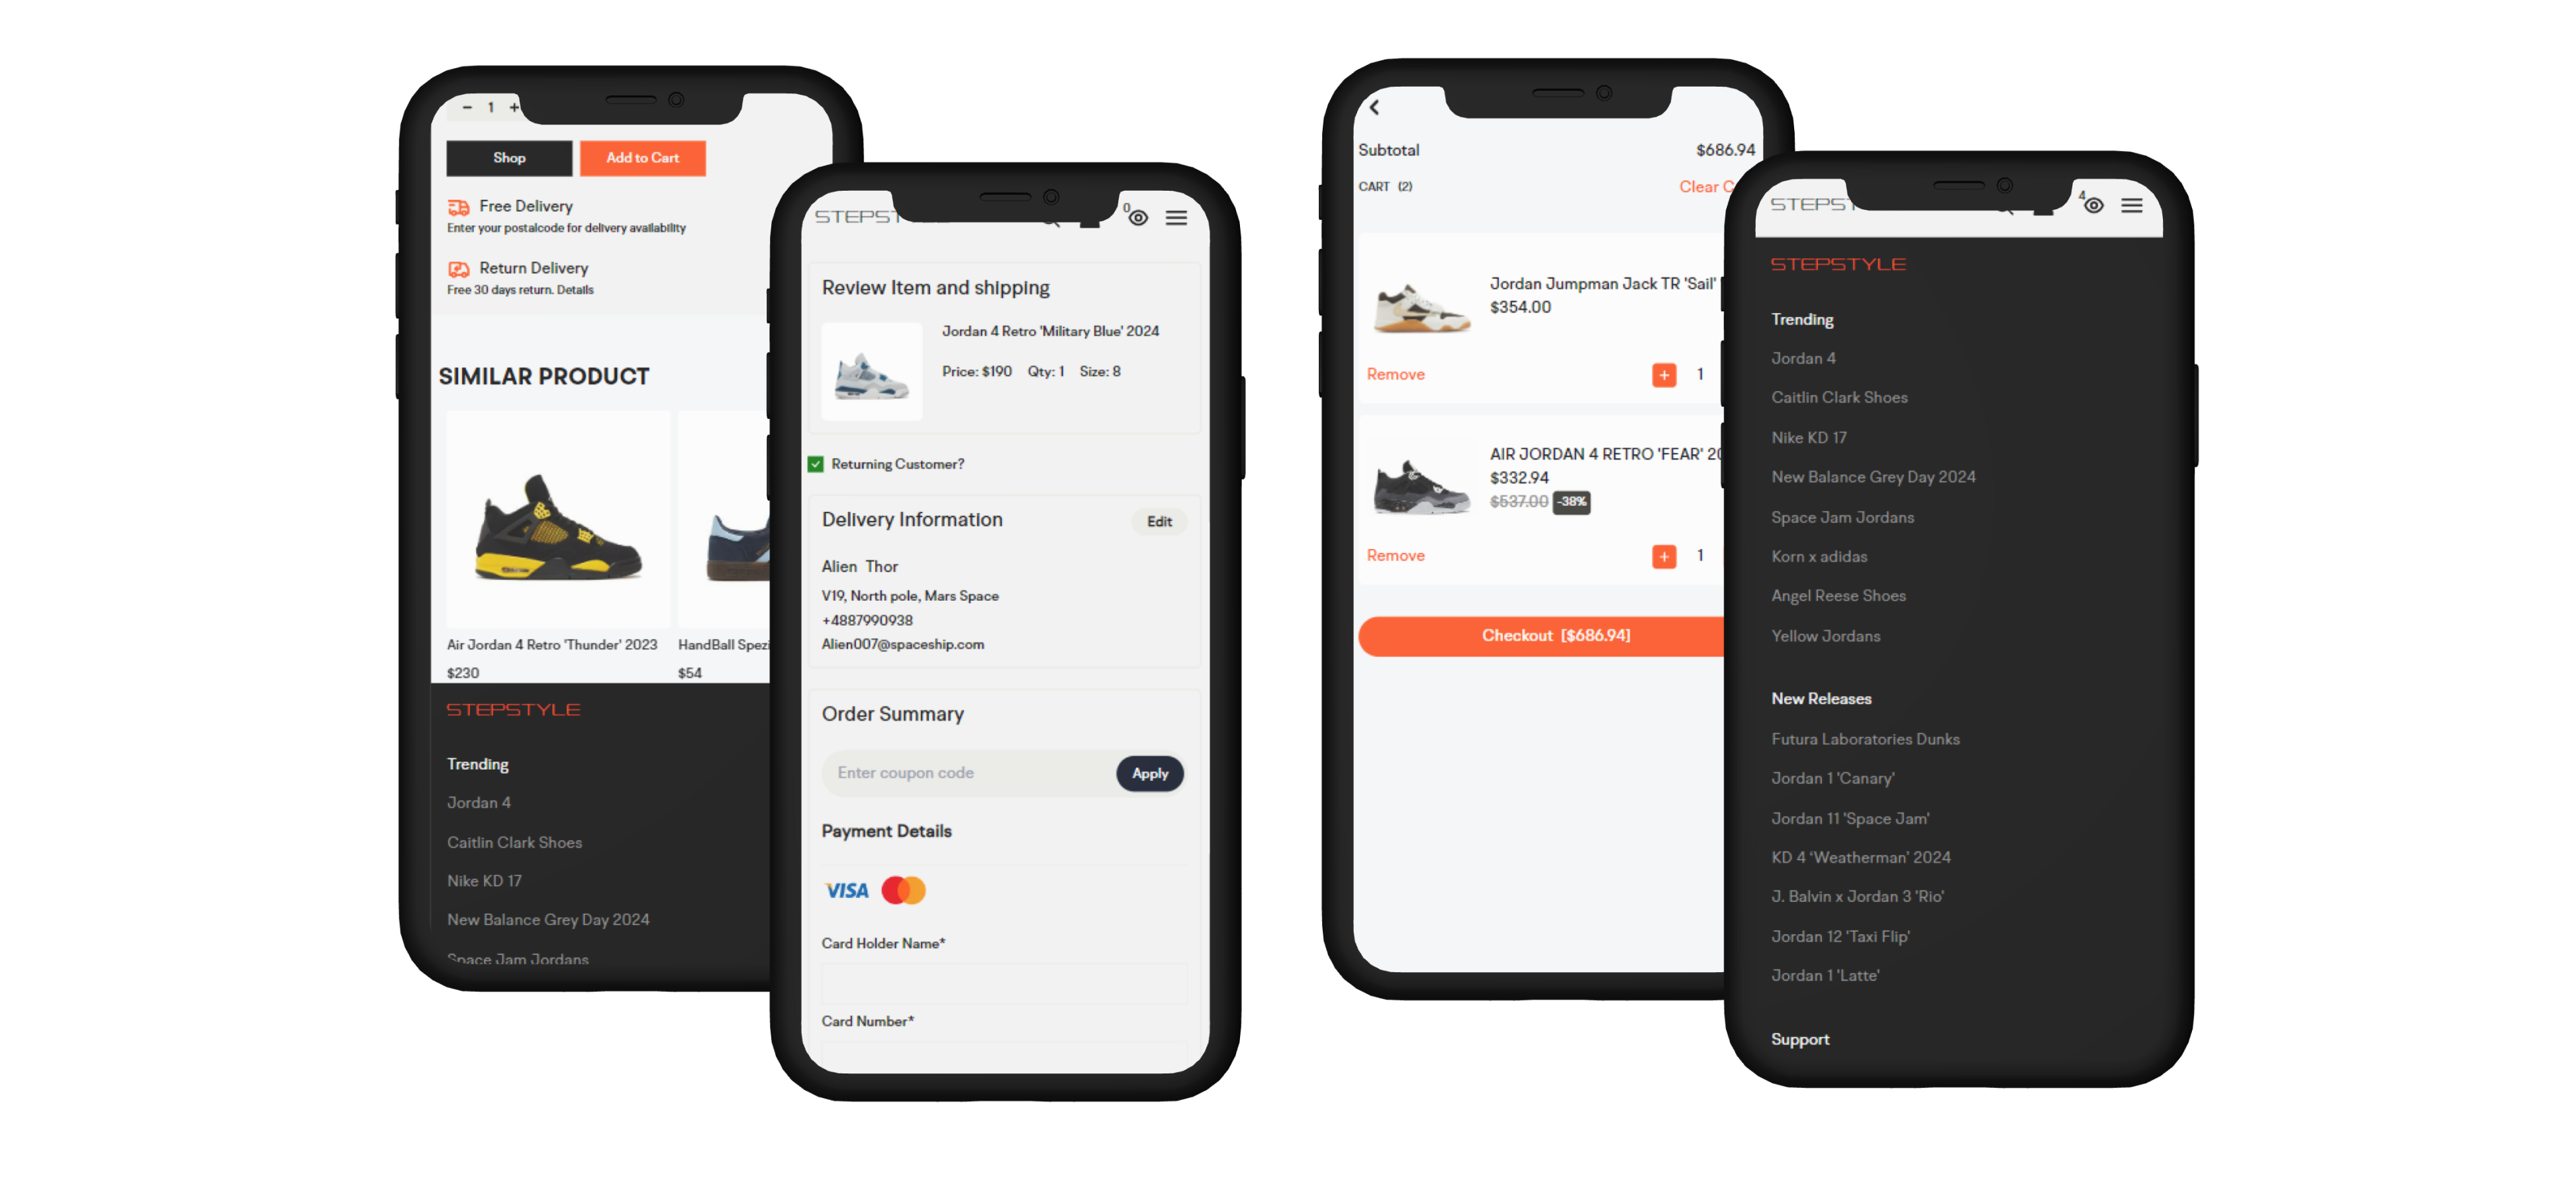 − 1 +
Shop Add to Cart
Free Delivery
Enter your postalcode for delivery availability
Return Delivery
Free 30 days return. Details
SIMILAR PRODUCT
Air Jordan 4 Retro 'Thunder' 2023 HandBall
$230 $54
STEPSTYLE
Trending
Jordan 4
Caitlin Clark Shoes
Nike KD 17
New Balance Grey Day 2024
Space Jam Jordans
0
Review Item and shipping
Jordan 4 Retro 'Military Blue' 2024
Price: $190 Qty: 1 Size: 8
Returning Customer?
Delivery Information Edit
Alien Thor
V19, North pole, Mars Space
+4887990938
Alien007@spaceship.com
Order Summary
Enter coupon code Apply
Payment Details
VISA
Card Holder Name*
Card Number*
Subtotal $686.94
CART (2) Clear
Jordan Jumpman Jack TR 'Sail'
$354.00
Remove + 1
AIR JORDAN 4 RETRO 'FEAR'
$332.94
$537.00 -38%
Remove + 1
Checkout [$686.94]
4
STEPSTYLE
Trending
Jordan 4
Caitlin Clark Shoes
Nike KD 17
New Balance Grey Day 2024
Space Jam Jordans
Korn x adidas
Angel Reese Shoes
Yellow Jordans
New Releases
Futura Laboratories Dunks
Jordan 1 'Canary'
Jordan 11 'Space Jam'
KD 4 ‘Weatherman’ 2024
J. Balvin x Jordan 3 'Rio'
Jordan 12 'Taxi Flip'
Jordan 1 'Latte'
Support